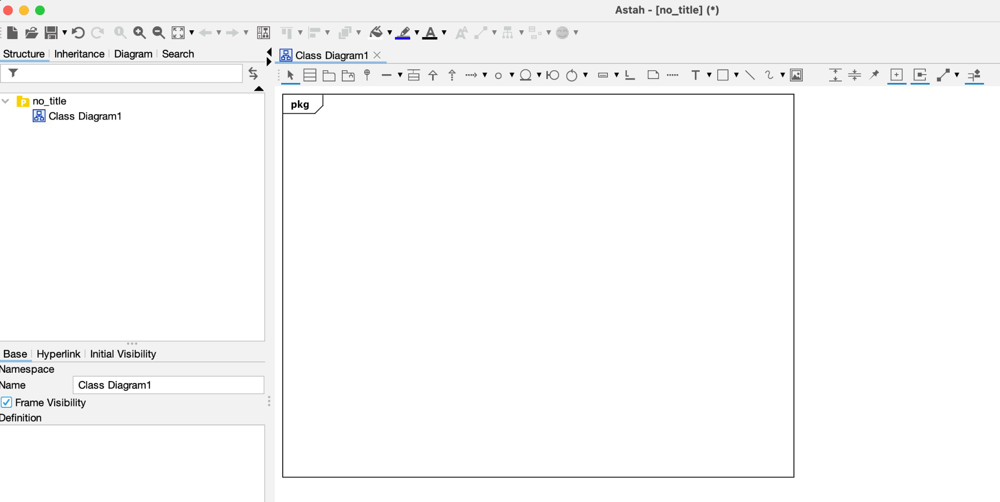 Astah - [no_title] (*)
Structure Inheritance Diagram Search
Class Diagram1
no_title
Class Diagram1
pkg
Base Hyperlink Initial Visibility
Namespace
Name Class Diagram1
Frame Visibility
Definition